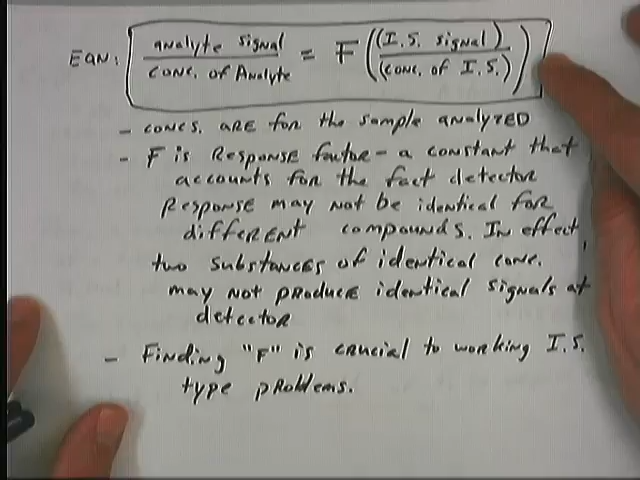 EQN: analyte signal / conc. of Analyte = F ((I.S. signal) / (conc. of I.S.))
- concs. are for the sample analyzed
- F is Response factor - a constant that
accounts for the fact detector
Response may not be identical for
different compounds. In effect,
two substances of identical conc.
may not produce identical signals at
detector
- Finding "F" is crucial to working I.S.
type problems.